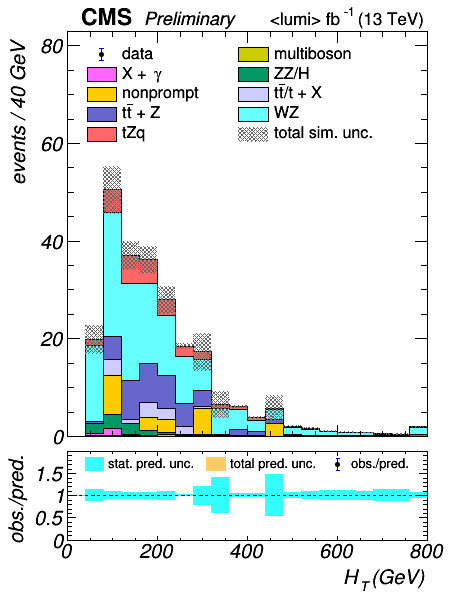 CMS Preliminary <lumi> fb⁻¹ (13 TeV)
events / 40 GeV
80
60
40
20
0
data
X + γ
nonprompt
tt̄ + Z
tZq
multiboson
ZZ/H
tt̄/t + X
WZ
total sim. unc.
obs./pred.
1.5
1
0.5
0
stat. pred. unc. total pred. unc. obs./pred.
0 200 400 600 800
H_T (GeV)